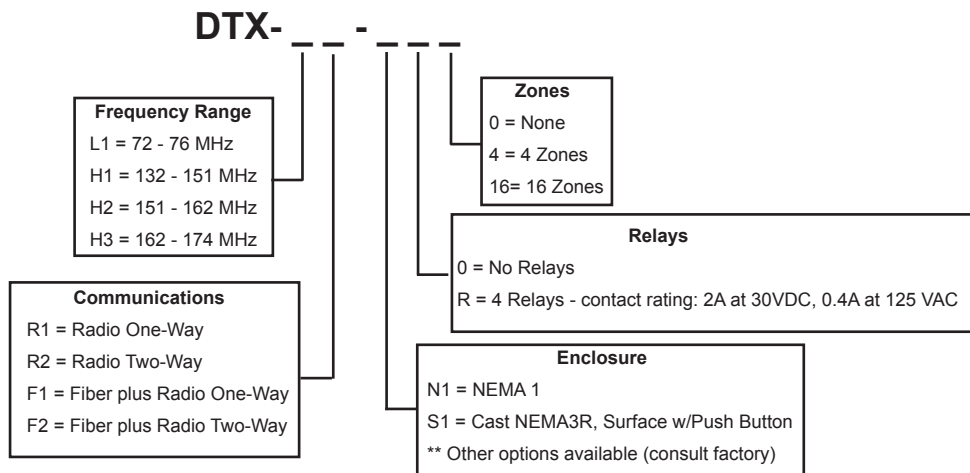 DTX- _ _ - _ _ _
Frequency Range
L1 = 72 - 76 MHz
H1 = 132 - 151 MHz
H2 = 151 - 162 MHz
H3 = 162 - 174 MHz
Communications
R1 = Radio One-Way
R2 = Radio Two-Way
F1 = Fiber plus Radio One-Way
F2 = Fiber plus Radio Two-Way
Zones
0 = None
4 = 4 Zones
16= 16 Zones
Relays
0 = No Relays
R = 4 Relays - contact rating: 2A at 30VDC, 0.4A at 125 VAC
Enclosure
N1 = NEMA 1
S1 = Cast NEMA3R, Surface w/Push Button
** Other options available (consult factory)